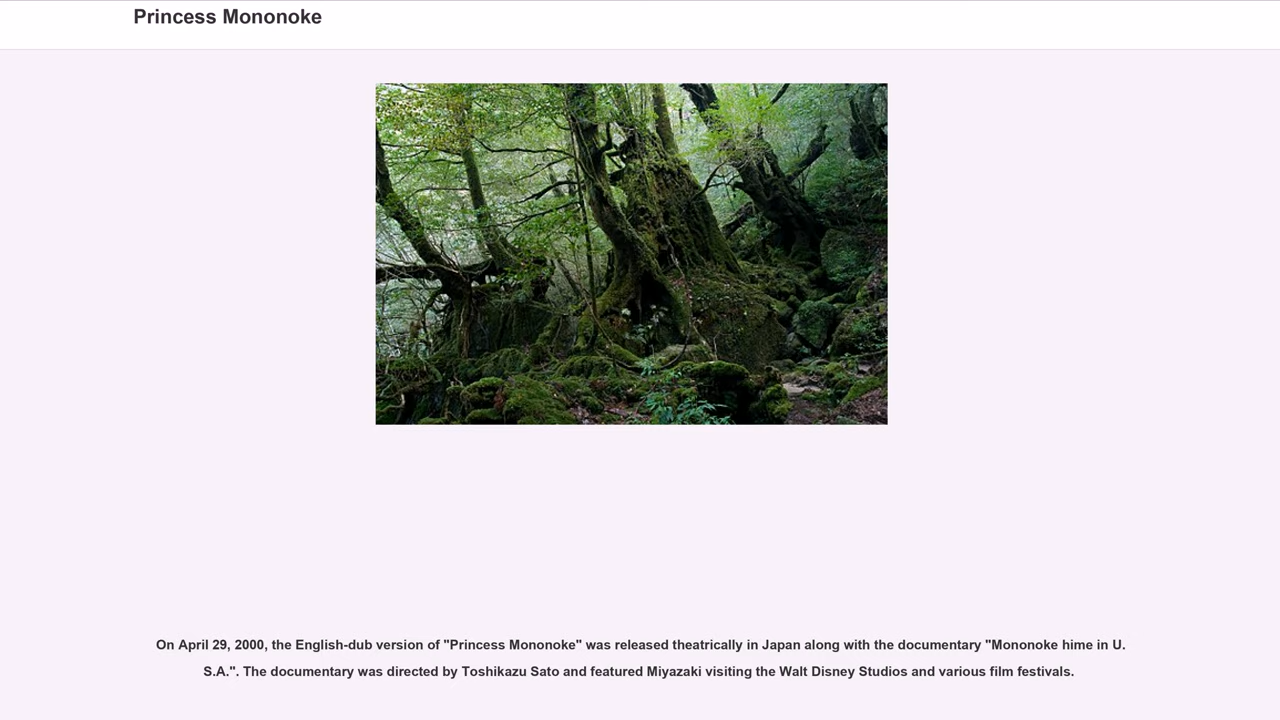 Princess Mononoke
On April 29, 2000, the English-dub version of "Princess Mononoke" was released theatrically in Japan along with the documentary "Mononoke hime in U.
S.A.". The documentary was directed by Toshikazu Sato and featured Miyazaki visiting the Walt Disney Studios and various film festivals.